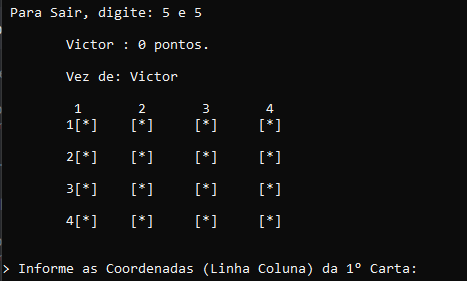 Para Sair, digite: 5 e 5
Victor : 0 pontos.
Vez de: Victor
1 2 3 4
1[*] [*] [*] [*]
2[*] [*] [*] [*]
3[*] [*] [*] [*]
4[*] [*] [*] [*]
> Informe as Coordenadas (Linha Coluna) da 1º Carta: